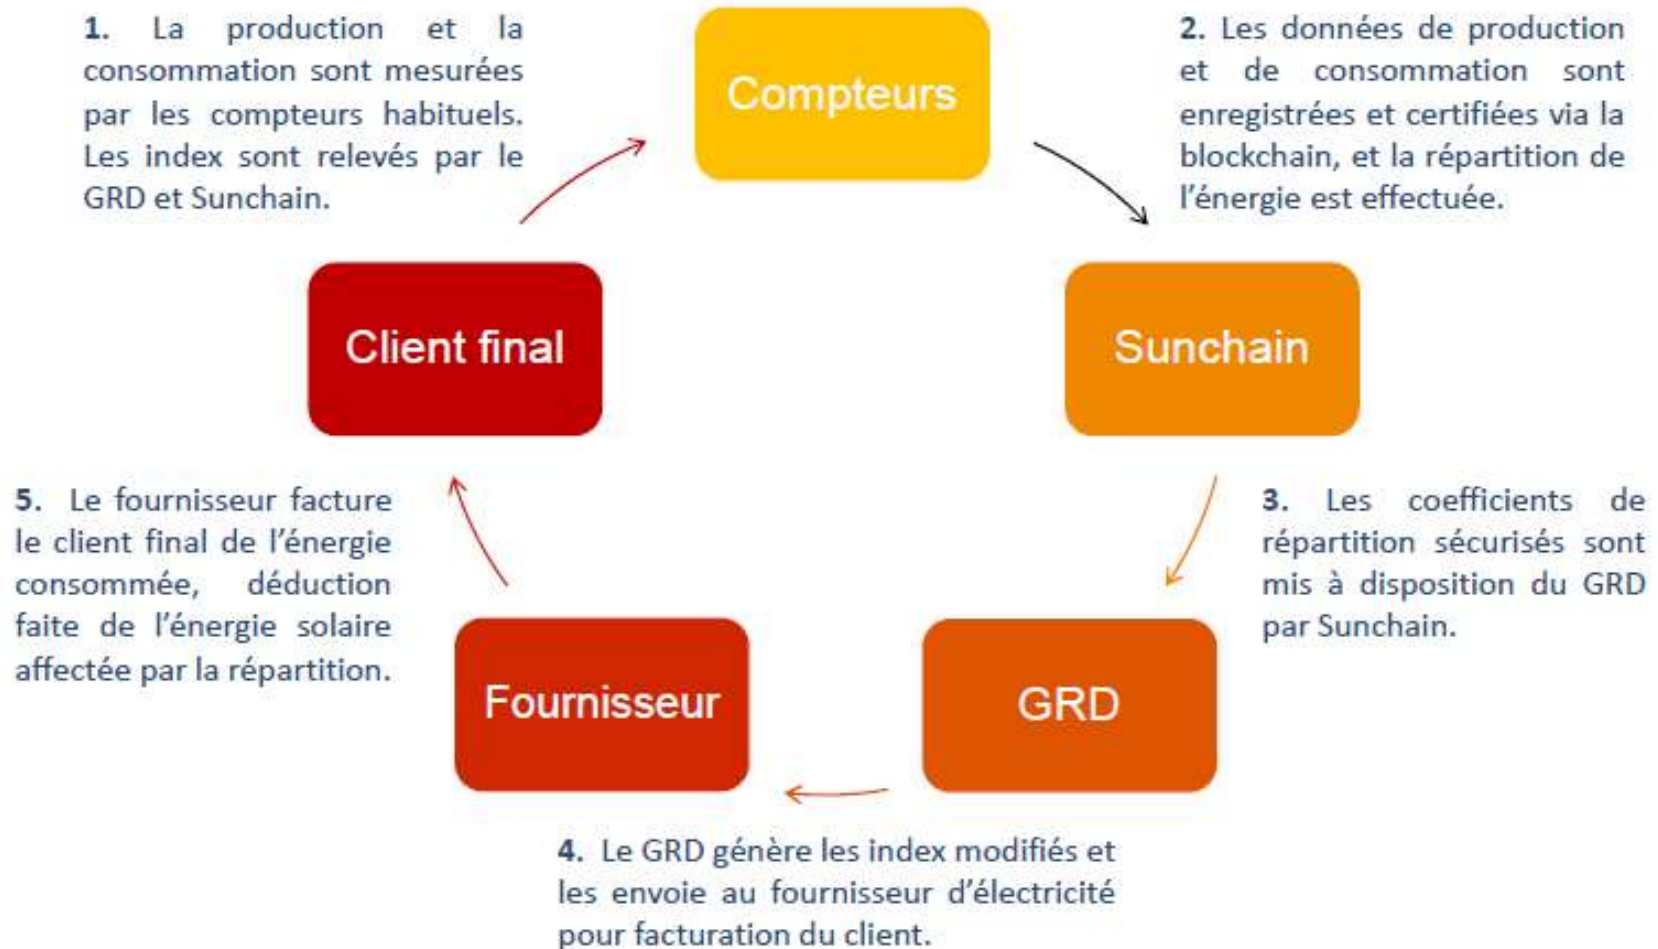 1. La production et la
consommation sont mesurées
par les compteurs habituels.
Les index sont relevés par le
GRD et Sunchain.
Compteurs
2. Les données de production
et de consommation sont
enregistrées et certifiées via la
blockchain, et la répartition de
l'énergie est effectuée.
Client final
Sunchain
5. Le fournisseur facture
le client final de l'énergie
consommée, déduction
faite de l'énergie solaire
affectée par la répartition.
3. Les coefficients de
répartition sécurisés sont
mis à disposition du GRD
par Sunchain.
Fournisseur
GRD
4. Le GRD génère les index modifiés et
les envoie au fournisseur d'électricité
pour facturation du client.